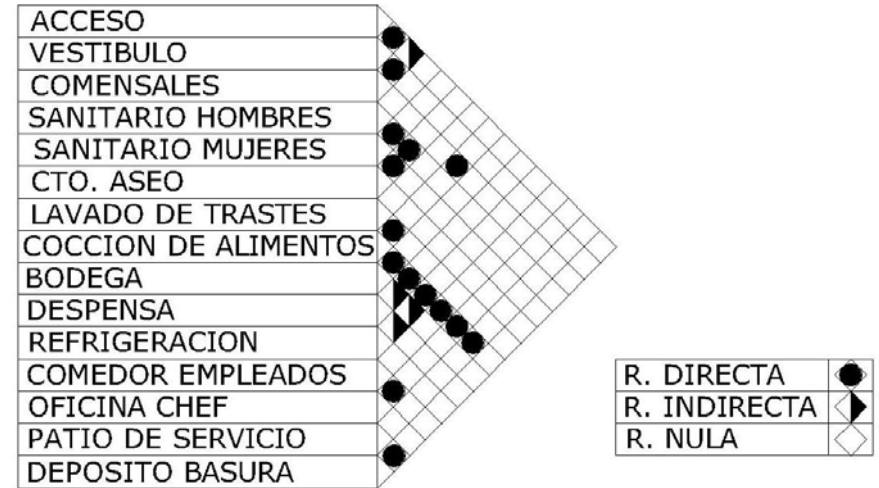 ACCESO
VESTIBULO
COMENSALES
SANITARIO HOMBRES
SANITARIO MUJERES
CTO. ASEO
LAVADO DE TRASTES
COCCION DE ALIMENTOS
BODEGA
DESPENSA
REFRIGERACION
COMEDOR EMPLEADOS
OFICINA CHEF
PATIO DE SERVICIO
DEPOSITO BASURA
R. DIRECTA
R. INDIRECTA
R. NULA